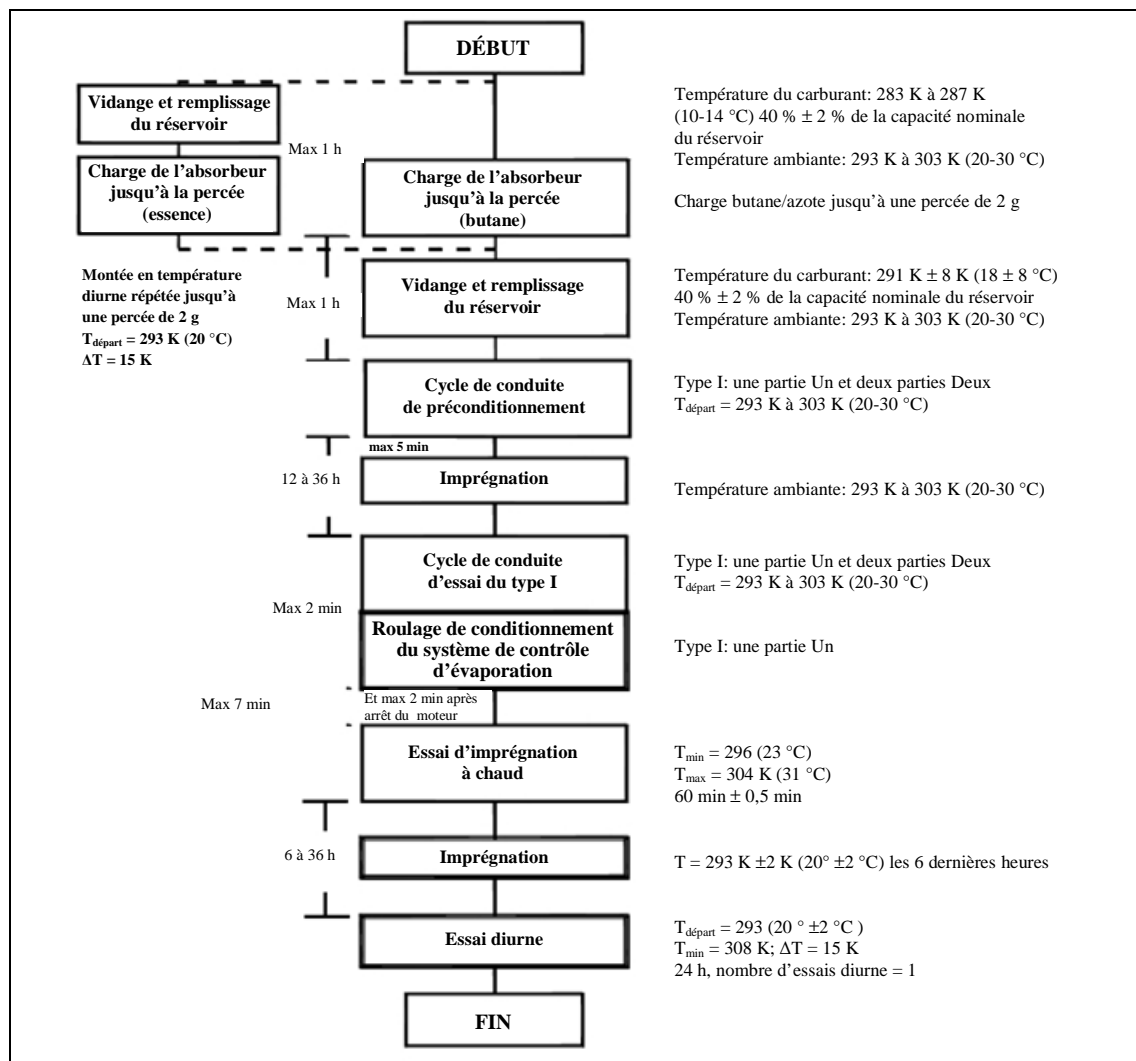 DÉBUT
Vidange et remplissage
du réservoir
Max 1 h
Charge de l’absorbeur
jusqu’à la percée
(essence)
Charge de l’absorbeur
jusqu’à la percée
(butane)
Température du carburant: 283 K à 287 K
(10-14 °C) 40 % ± 2 % de la capacité nominale
du réservoir
Température ambiante: 293 K à 303 K (20-30 °C)
Charge butane/azote jusqu’à une percée de 2 g
Montée en température
diurne répétée jusqu’à
une percée de 2 g
Tdépart = 293 K (20 °C)
ΔT = 15 K
Max 1 h
Vidange et remplissage
du réservoir
Température du carburant: 291 K ± 8 K (18 ± 8 °C)
40 % ± 2 % de la capacité nominale du réservoir
Température ambiante: 293 K à 303 K (20-30 °C)
Cycle de conduite
de préconditionnement
Type I: une partie Un et deux parties Deux
Tdépart = 293 K à 303 K (20-30 °C)
max 5 min
12 à 36 h
Imprégnation
Température ambiante: 293 K à 303 K (20-30 °C)
Cycle de conduite
d’essai du type I
Type I: une partie Un et deux parties Deux
Tdépart = 293 K à 303 K (20-30 °C)
Max 2 min
Roulage de conditionnement
du système de contrôle
d’évaporation
Type I: une partie Un
Max 7 min
Et max 2 min après
arrêt du moteur
Essai d’imprégnation
à chaud
Tmin = 296 (23 °C)
Tmax = 304 K (31 °C)
60 min ± 0,5 min
6 à 36 h
Imprégnation
T = 293 K ±2 K (20° ±2 °C) les 6 dernières heures
Essai diurne
Tdépart = 293 (20 ° ±2 °C )
Tmin = 308 K; ΔT = 15 K
24 h, nombre d’essais diurne = 1
FIN